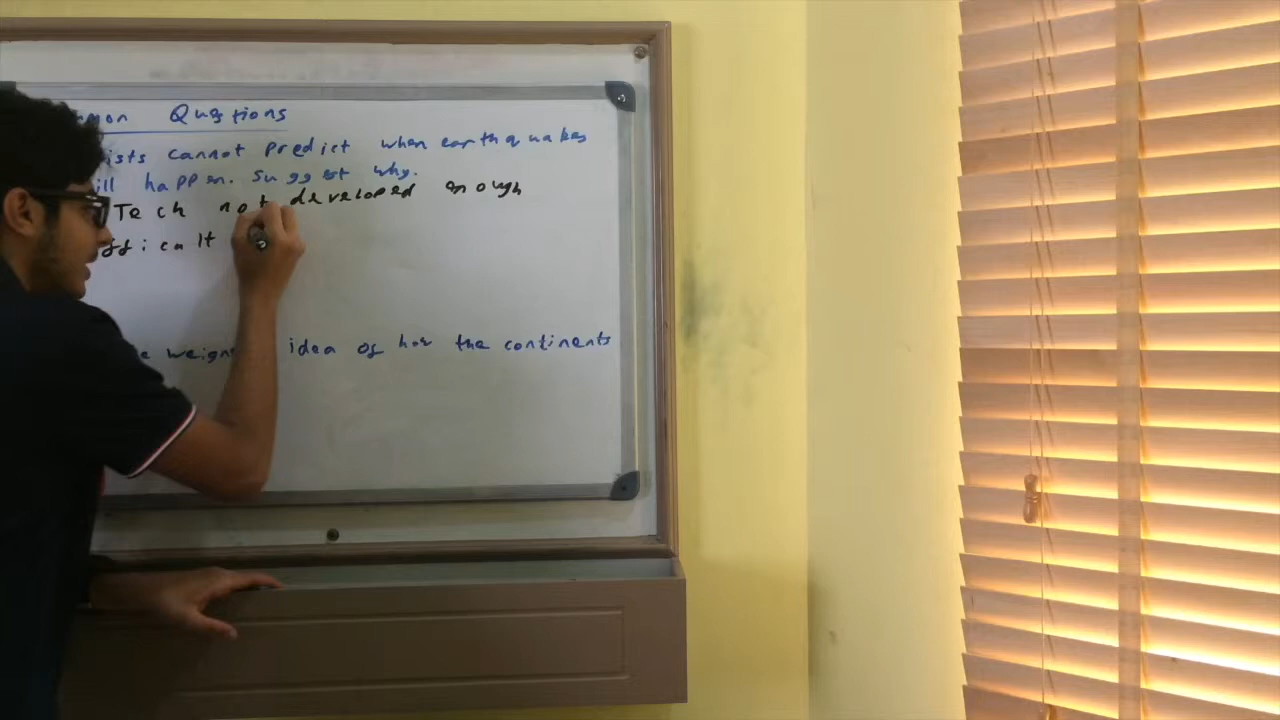 mon Questions
ists cannot predict when earthquakes
ill happen. Suggest why.
Tech not developed enough
fficult
idea of how the continents